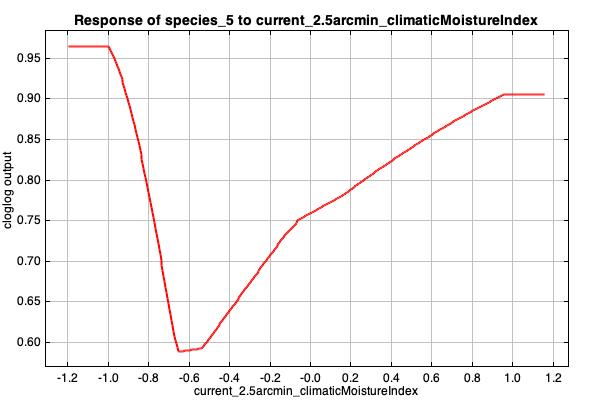 Response of species_5 to current_2.5arcmin_climaticMoistureIndex
cloglog output
0.95
0.90
0.85
0.80
0.75
0.70
0.65
0.60
-1.2 -1.0 -0.8 -0.6 -0.4 -0.2 -0.0 0.2 0.4 0.6 0.8 1.0 1.2
current_2.5arcmin_climaticMoistureIndex